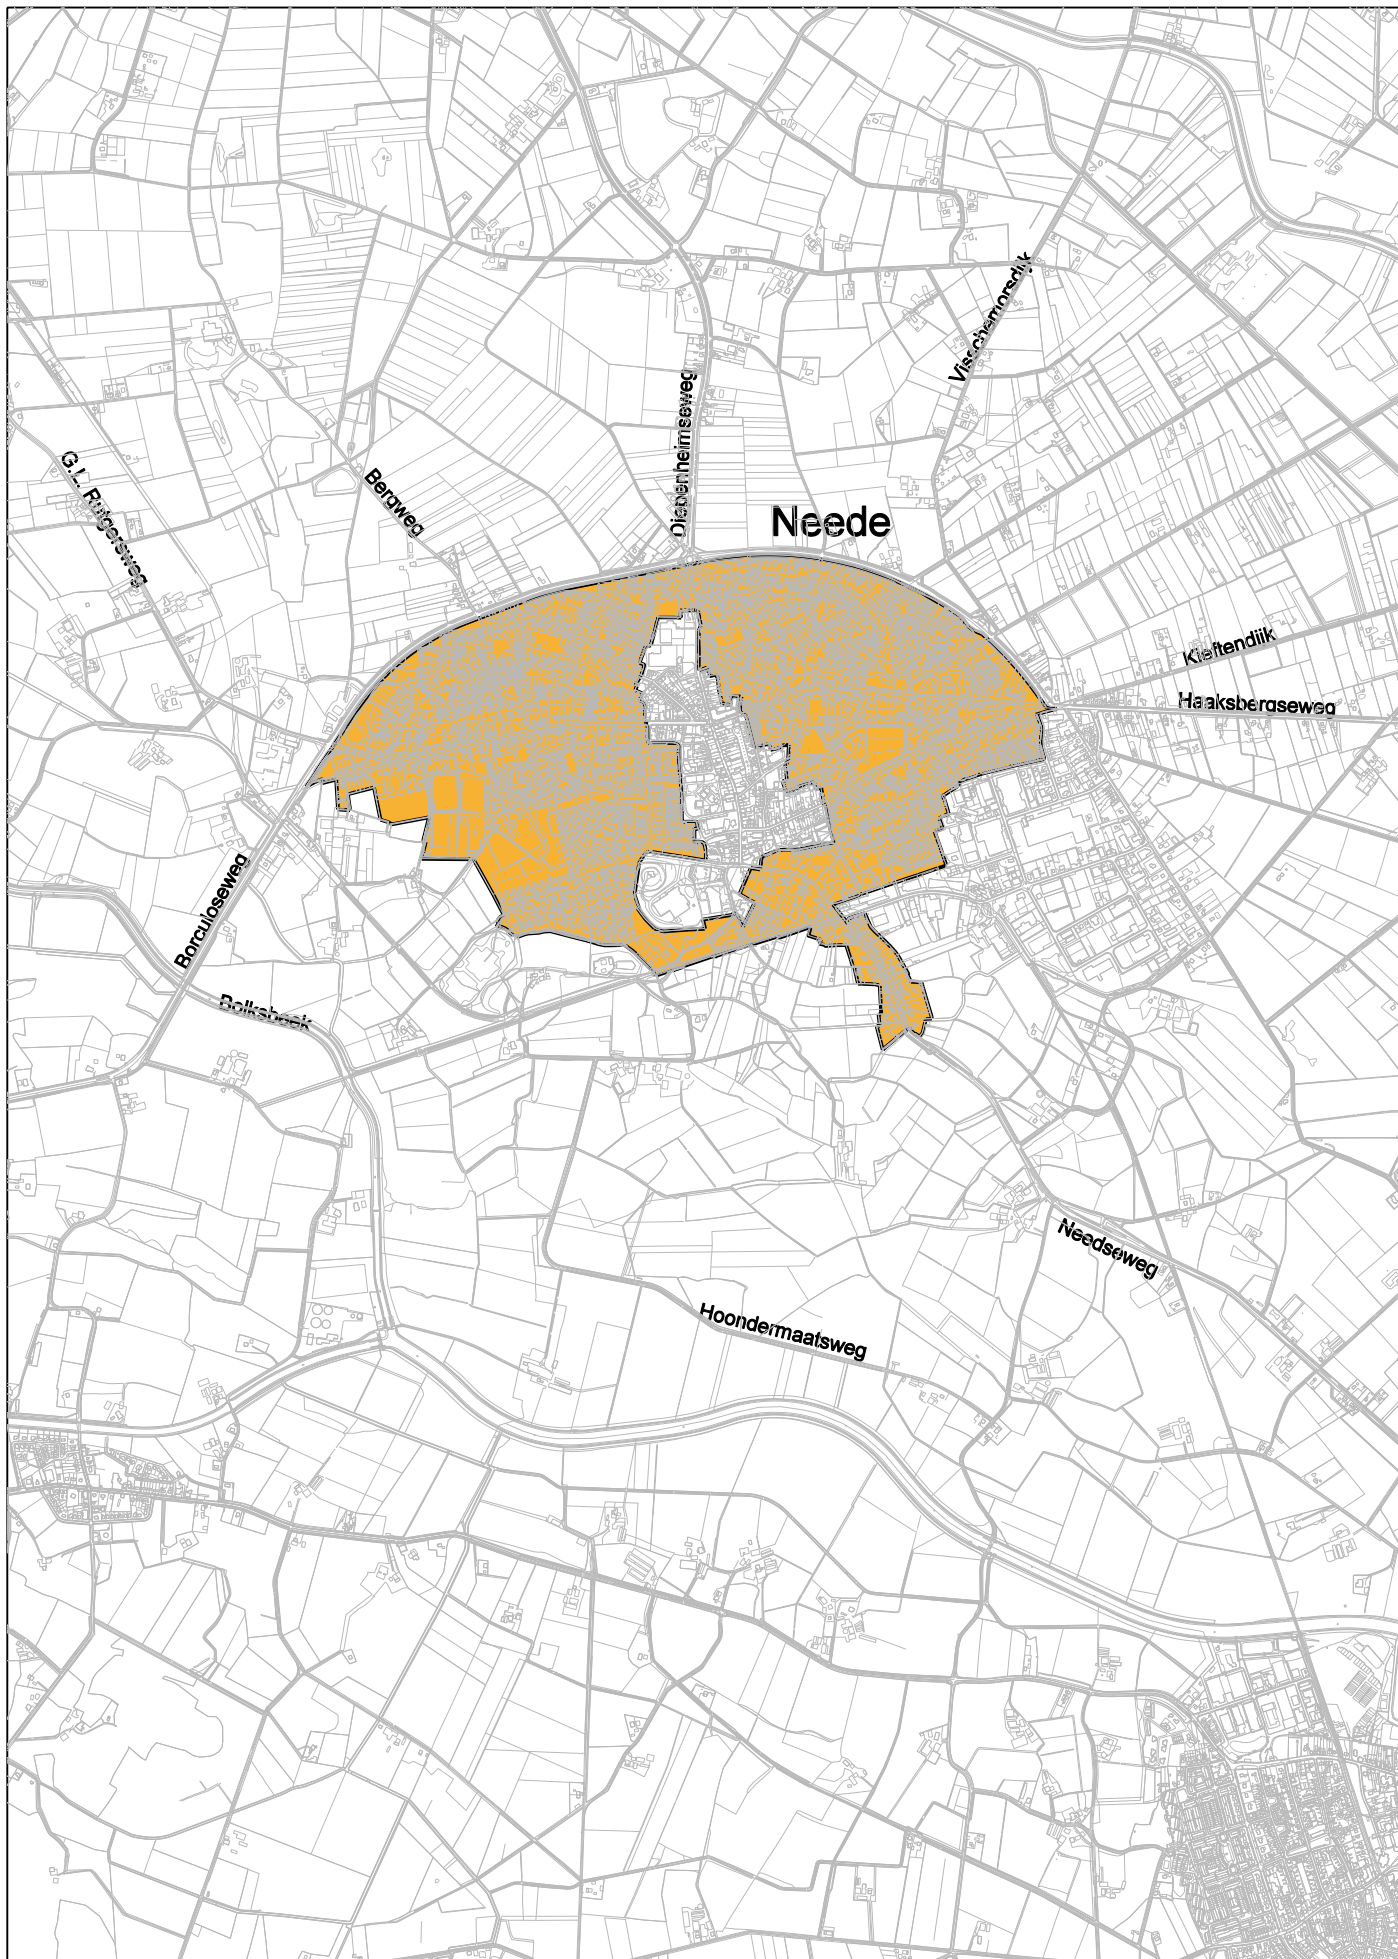 Visschemorsdijk
Diepenheimseweg
G.L. Rutgersweg
Bergweg
Neede
Kieftendijk
Haaksbergseweg
Borculoseweg
Bolksbeek
Needseweg
Hoondermaatsweg